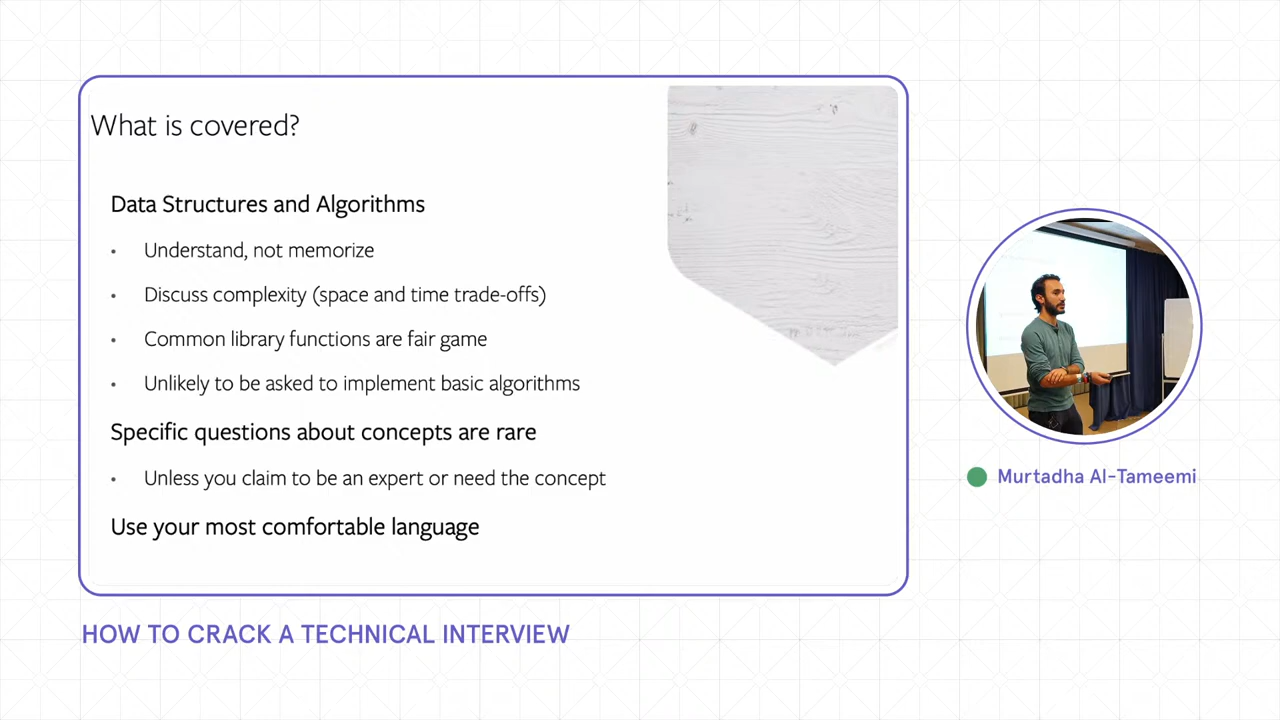 What is covered?
Data Structures and Algorithms
• Understand, not memorize
• Discuss complexity (space and time trade-offs)
• Common library functions are fair game
• Unlikely to be asked to implement basic algorithms
Specific questions about concepts are rare
• Unless you claim to be an expert or need the concept
Use your most comfortable language
Murtadha Al-Tameemi
HOW TO CRACK A TECHNICAL INTERVIEW